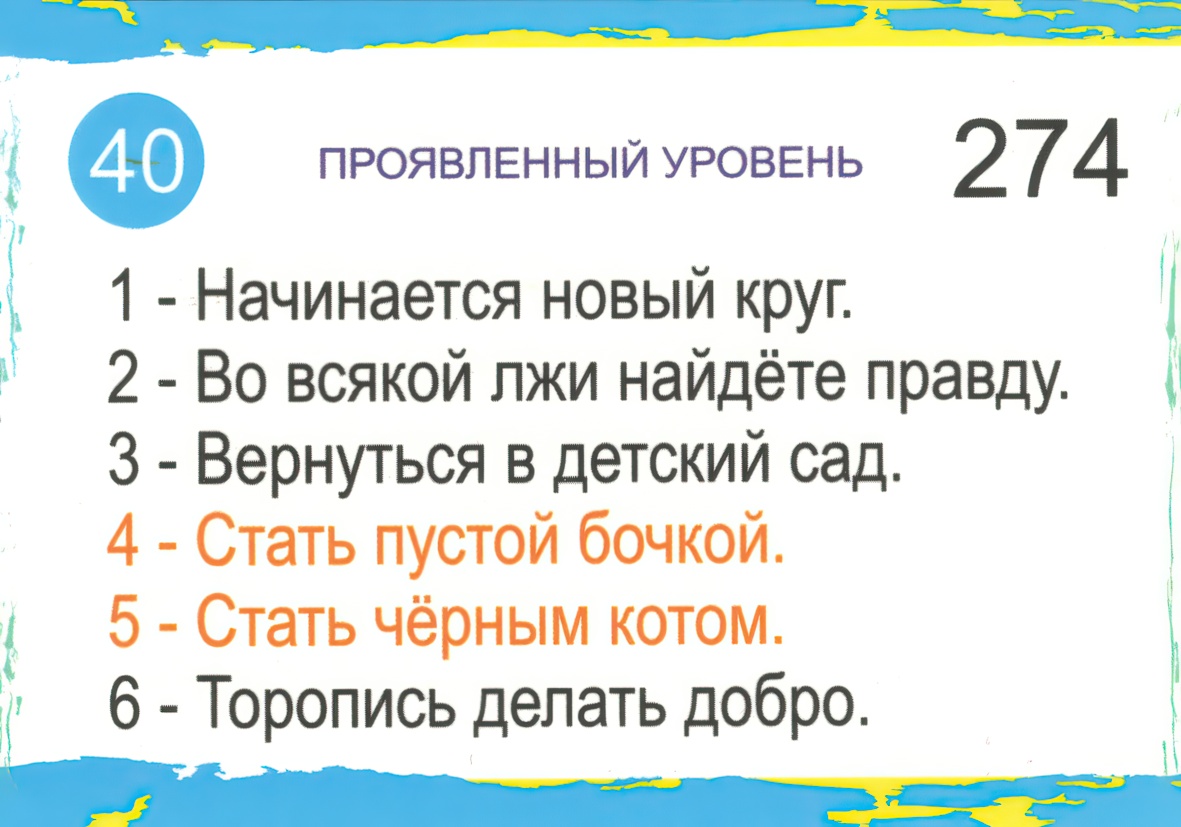 40 ПРОЯВЛЕННЫЙ УРОВЕНЬ 274
1 - Начинается новый круг.
2 - Во всякой лжи найдёте правду.
3 - Вернуться в детский сад.
4 - Стать пустой бочкой.
5 - Стать чёрным котом.
6 - Торопись делать добро.